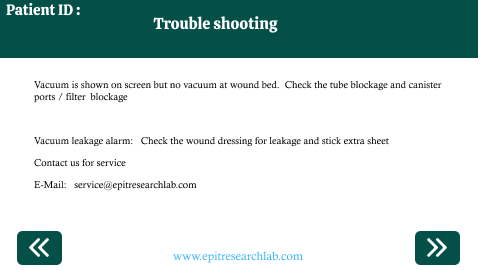 Patient ID :
Trouble shooting
Vacuum is shown on screen but no vacuum at wound bed.  Check the tube blockage and canister
ports / filter  blockage
Vacuum leakage alarm:   Check the wound dressing for leakage and stick extra sheet
Contact us for service
E-Mail:   service@epitresearchlab.com
www.epitresearchlab.com